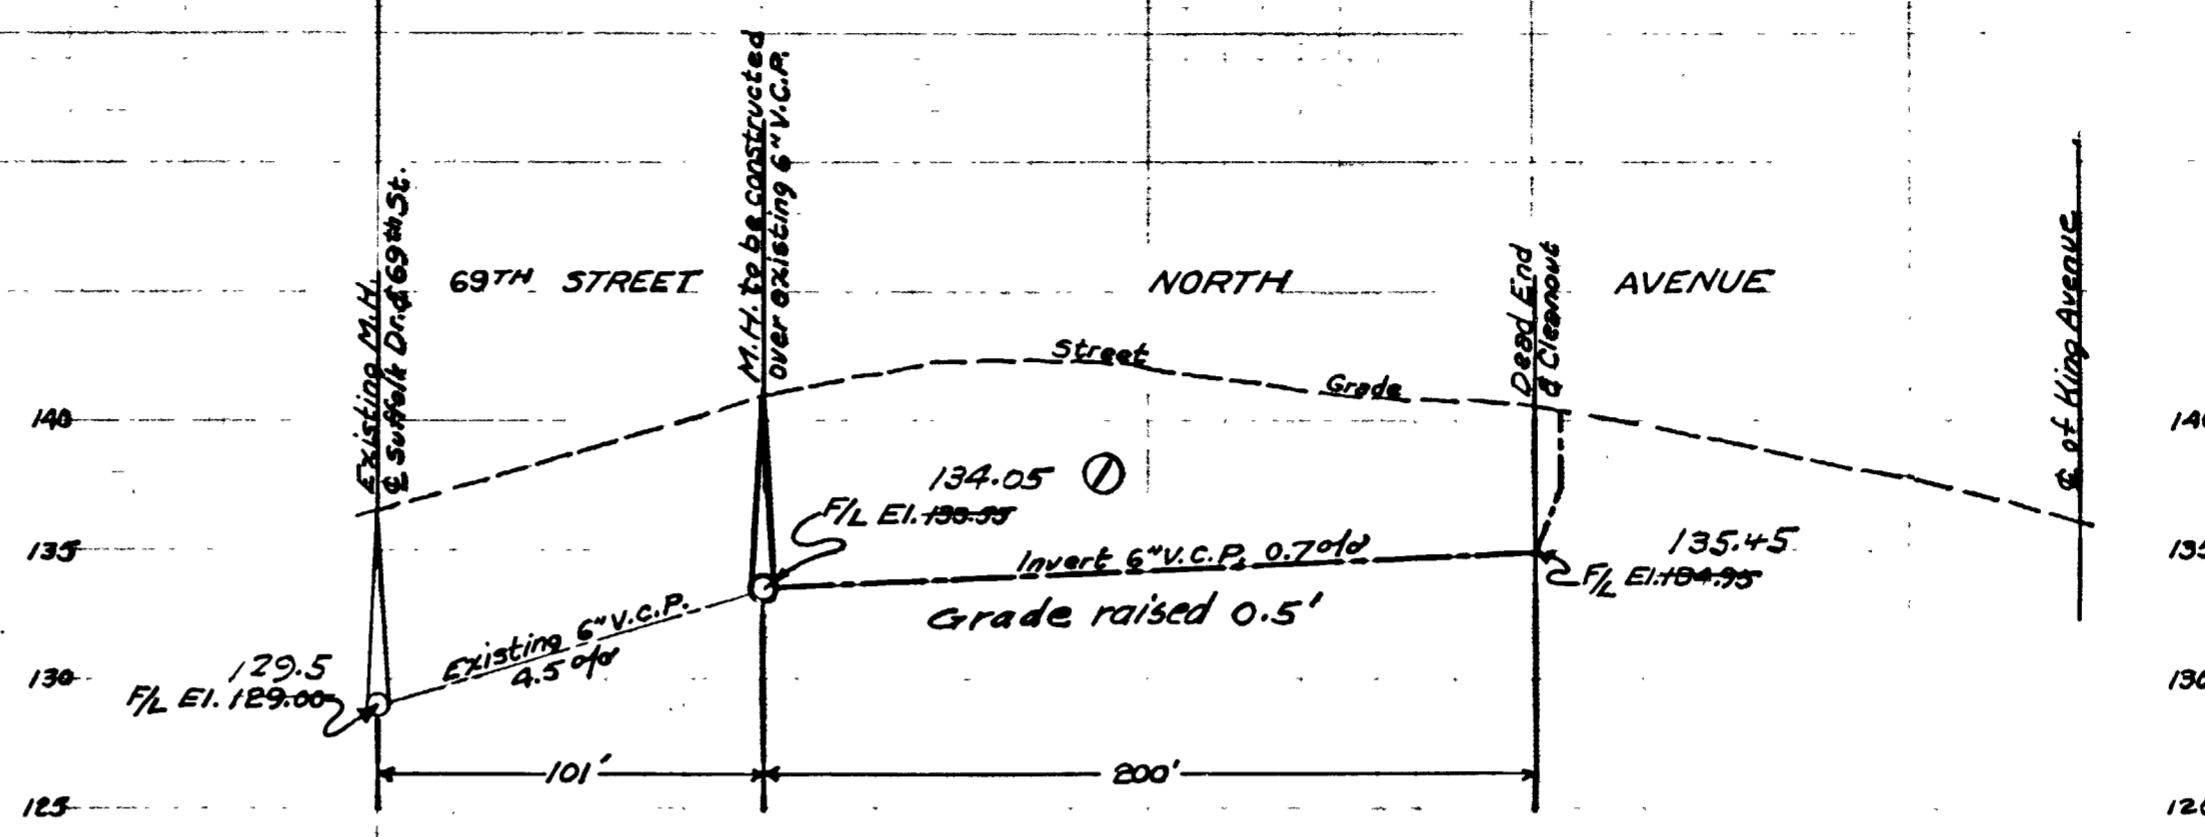 M.H. to be constructed
over existing 6" V.C.P.
Existing M.H.
℄ Suffolk Dr. & 69th St.
69TH STREET
NORTH
AVENUE
Dead End
& Cleanout
℄ of King Avenue
Street
Grade
140
140
134.05 ①
F/L El. 133.55
135
Invert 6" V.C.P. 0.7 o/o
135.45
135
F/L El. 134.95
Grade raised 0.5'
Existing 6" V.C.P.
4.5 o/o
129.5
130
130
F/L El. 129.00
101'
200'
125